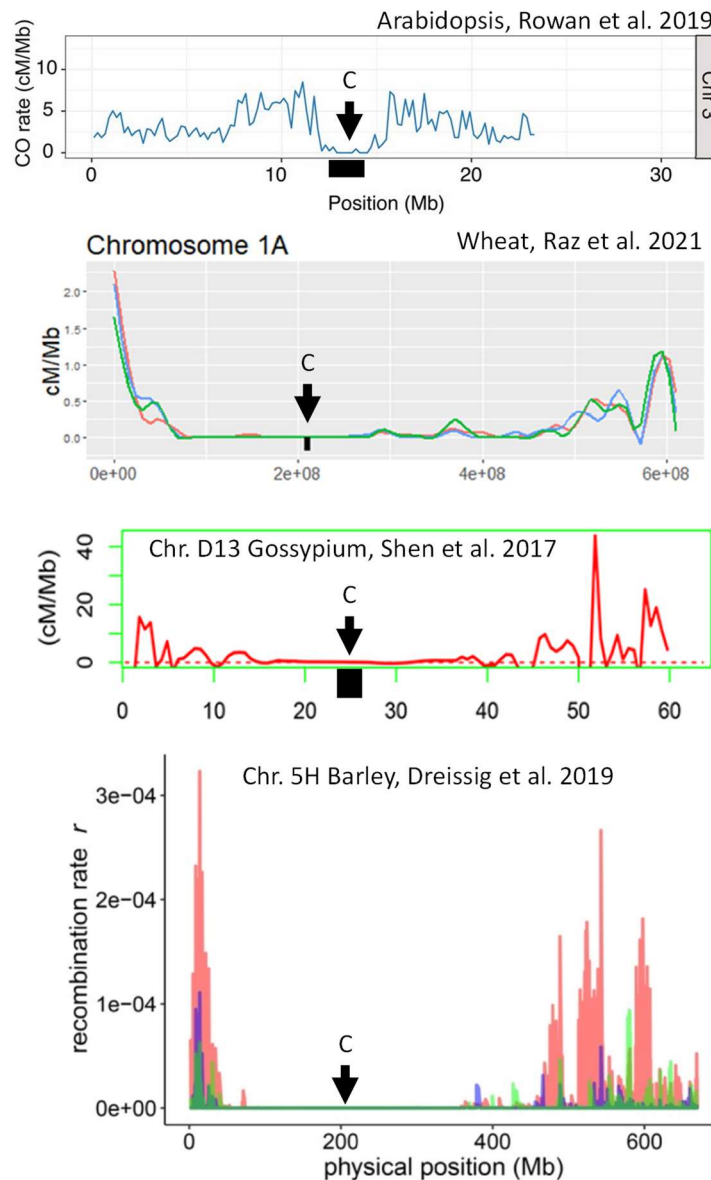 Arabidopsis, Rowan et al. 2019
CO rate (cM/Mb)
10
5
0
C
Chr 3
0 10 20 30
Position (Mb)
Chromosome 1A
Wheat, Raz et al. 2021
cM/Mb
2.0
1.5
1.0
0.5
0.0
C
0e+00 2e+08 4e+08 6e+08
Chr. D13 Gossypium, Shen et al. 2017
(cM/Mb)
40
20
0
C
0 10 20 30 40 50 60
Chr. 5H Barley, Dreissig et al. 2019
recombination rate r
3e-04
2e-04
1e-04
0e+00
C
0 200 400 600
physical position (Mb)